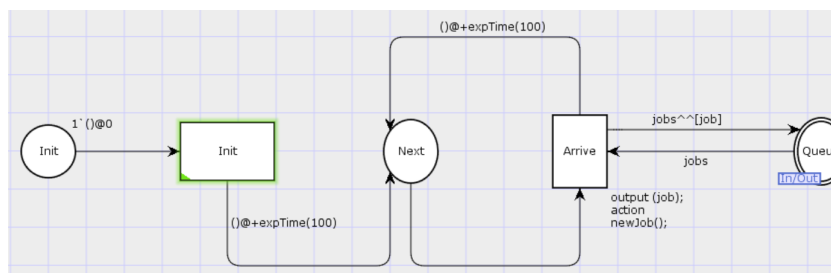 ()@+expTime(100)
1`()@0
jobs^^[job]
Init
Init
Next
Arrive
Queu
jobs
In/Out
output (job);
action
newJob();
()@+expTime(100)